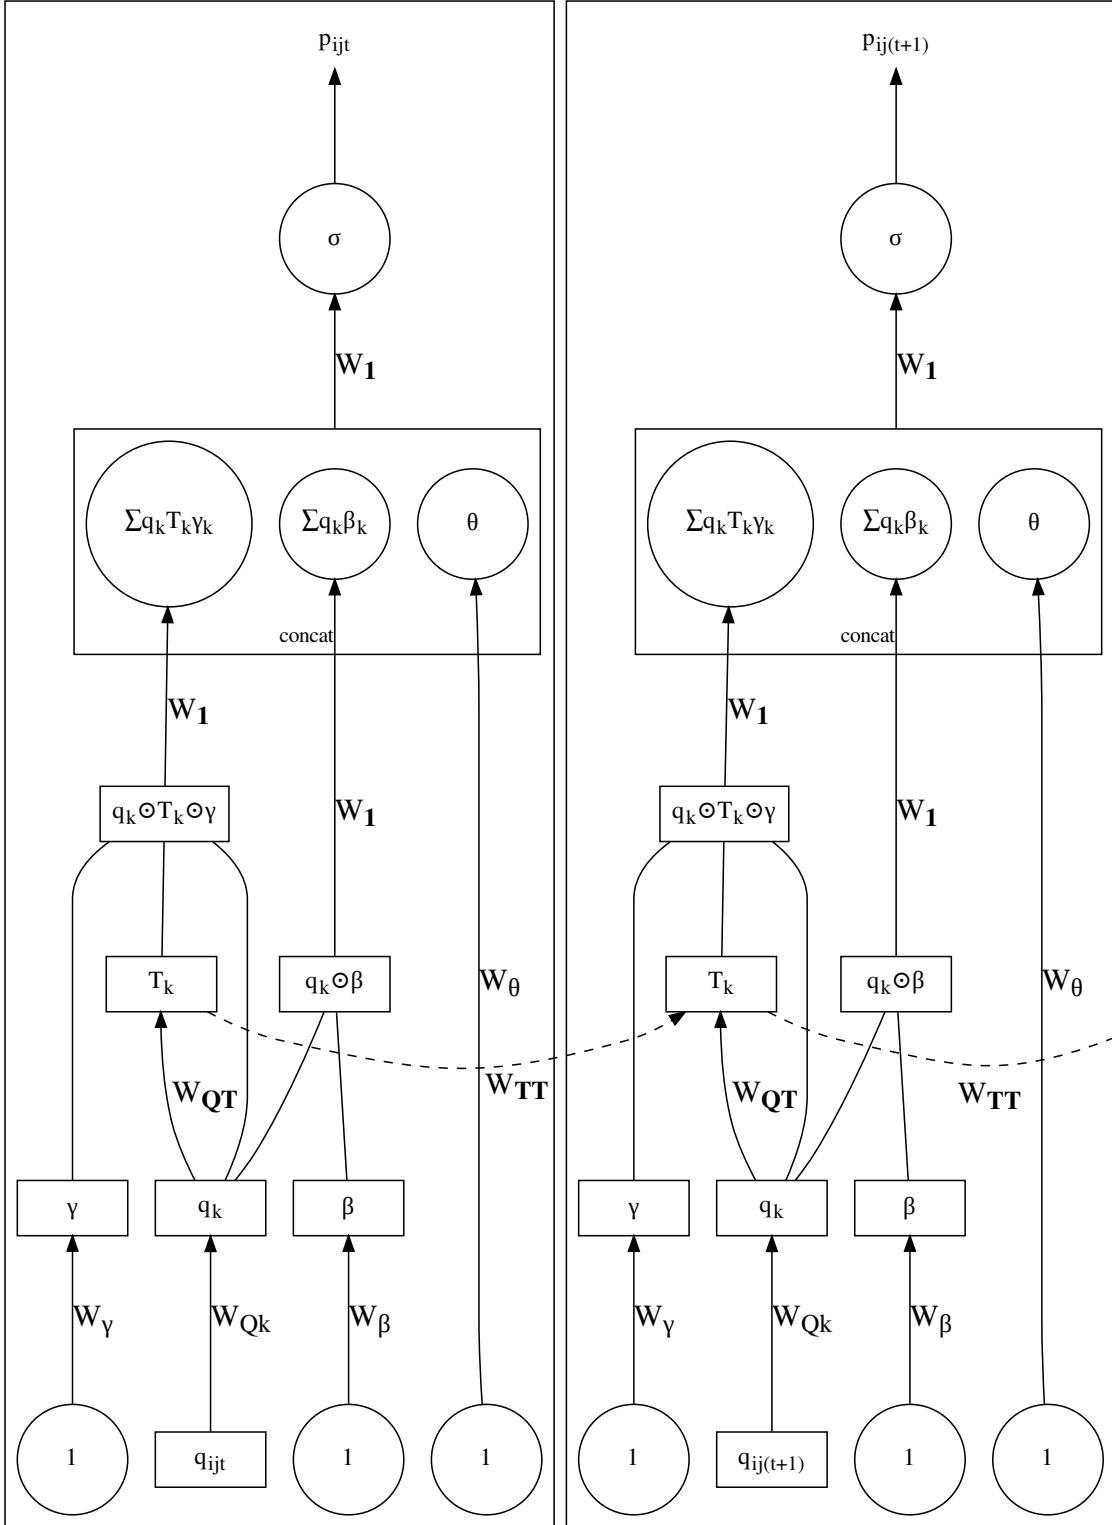 p_ijt p_ij(t+1)
σ σ
W_1 W_1
Σq_kT_kγ_k Σq_kβ_k θ Σq_kT_kγ_k Σq_kβ_k θ
concat concat
W_1 W_1
q_k⊙T_k⊙γ W_1 q_k⊙T_k⊙γ W_1
T_k q_k⊙β W_θ T_k q_k⊙β W_θ
W_QT W_TT W_QT W_TT
γ q_k β γ q_k β
W_γ W_Qk W_β W_γ W_Qk W_β
1 q_ijt 1 1 1 q_ij(t+1) 1 1